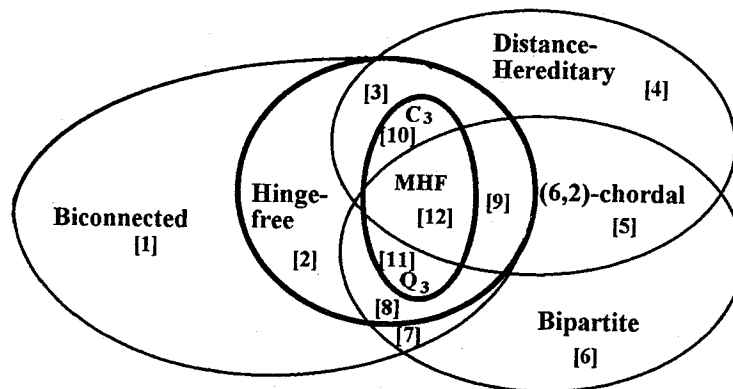 Distance-
Hereditary
[3]
[4]
C3
[10]
MHF
Hinge-
free
[9]
(6,2)-chordal
Biconnected
[12]
[5]
[1]
[2]
[11]
Q3
[8]
Bipartite
[7]
[6]